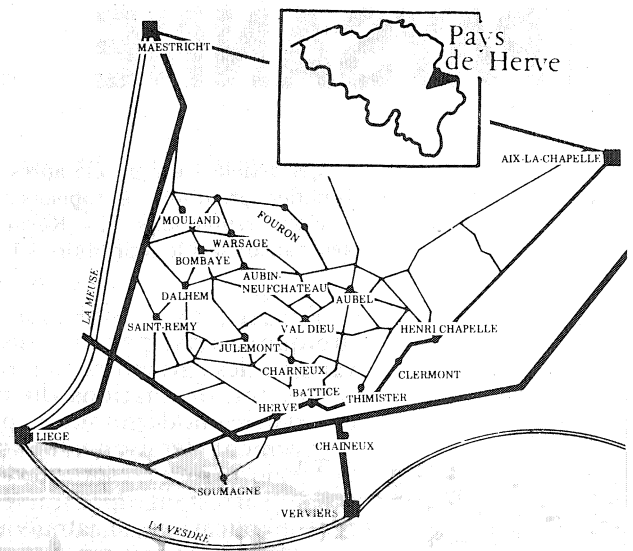 MAESTRICHT
Pays
de Herve
AIX-LA-CHAPELLE
MOULAND
FOURON
WARSAGE
BOMBAYE
AUBIN-
NEUFCHATEAU
DALHEM
AUBEL
LA MEUSE
SAINT-REMY
VAL DIEU
HENRI CHAPELLE
JULEMONT
CHARNEUX
CLERMONT
BATTICE
THIMISTER
HERVE
LIEGE
CHAINEUX
SOUMAGNE
VERVIERS
LA VESDRE